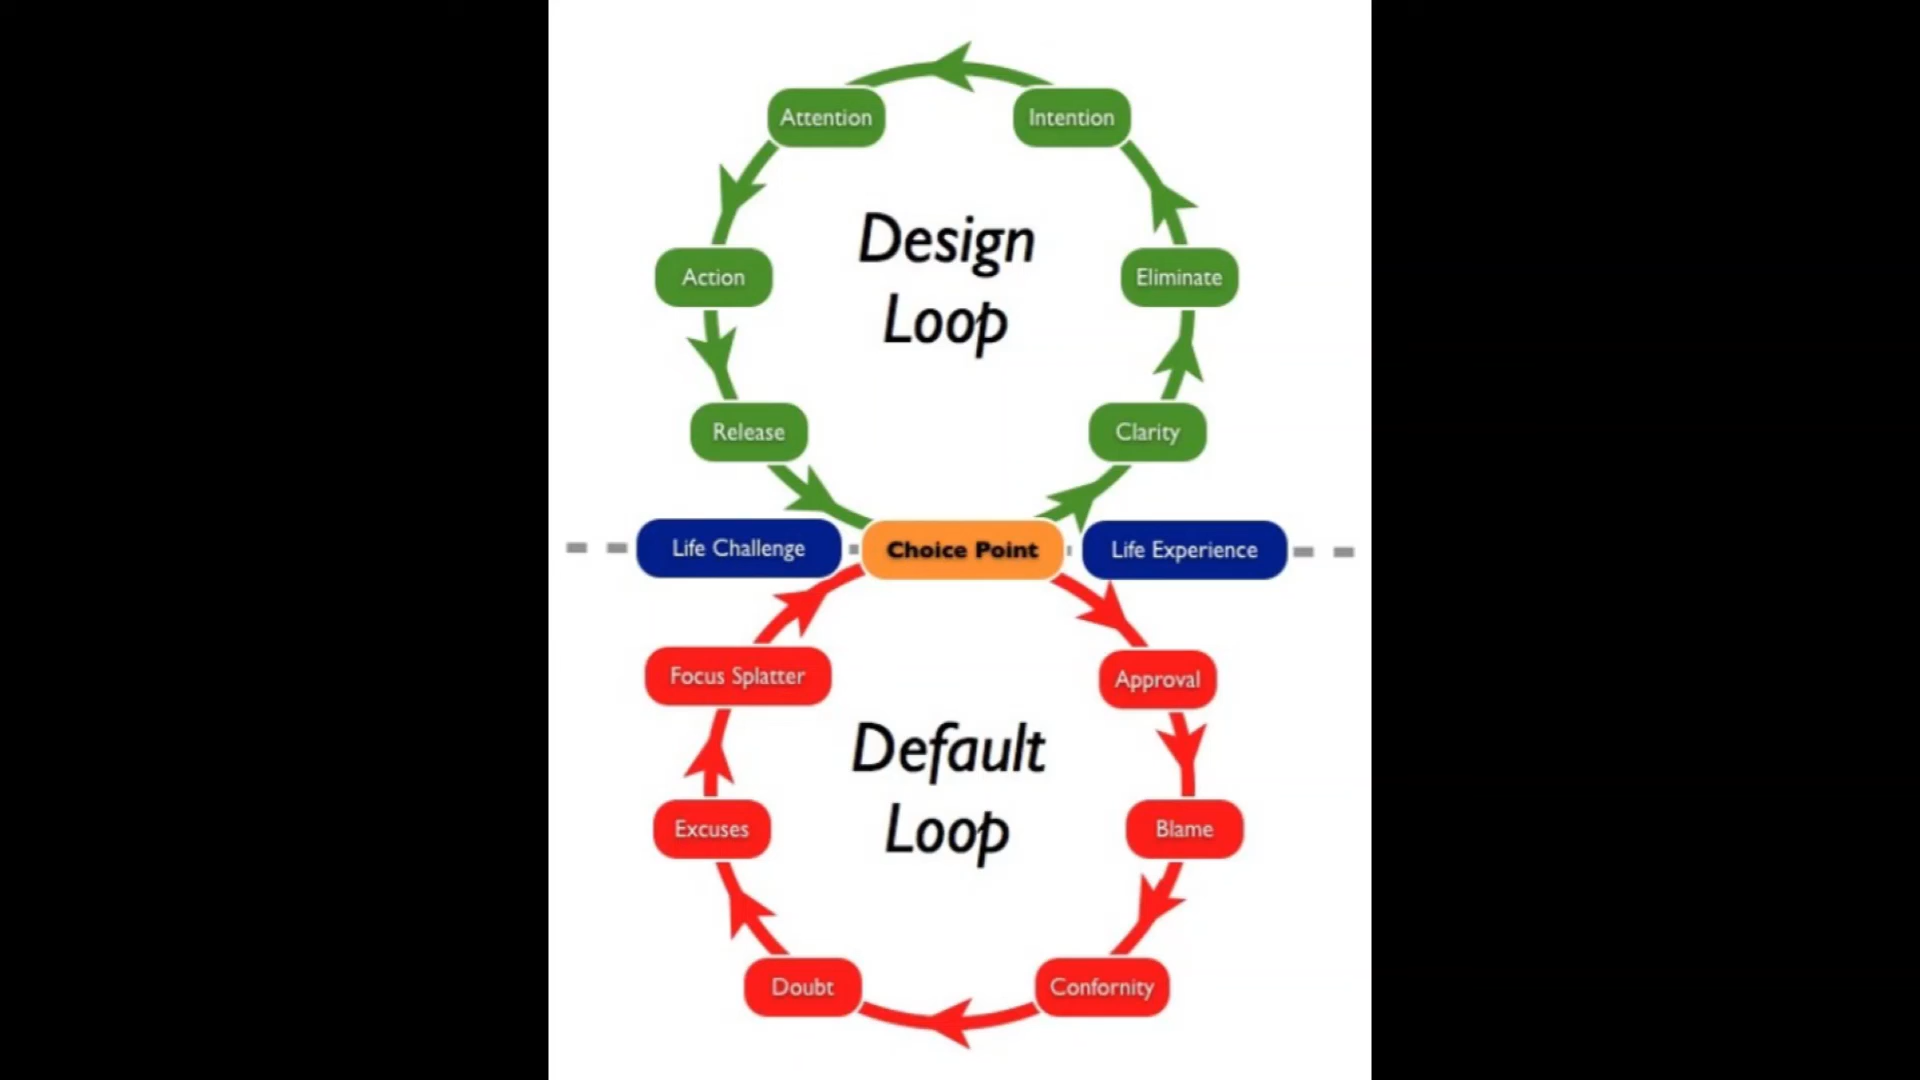 Attention
Intention
Design
Loop
Action
Eliminate
Release
Clarity
Life Challenge
Choice Point
Life Experience
Focus Splatter
Approval
Default
Loop
Excuses
Blame
Doubt
Confornity